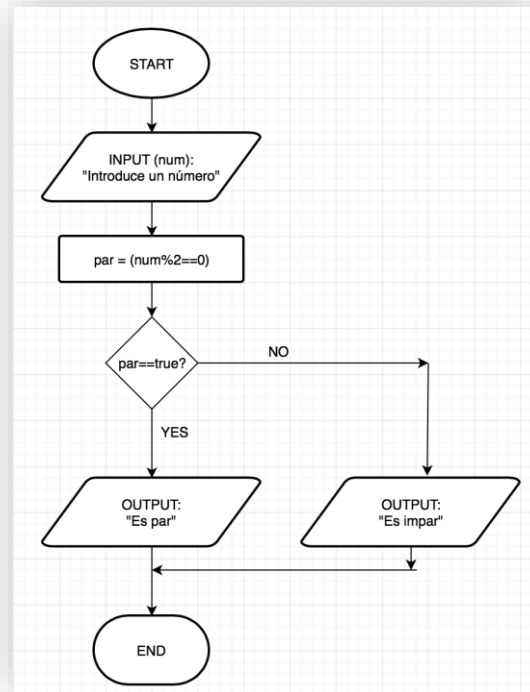 START
INPUT (num):
"Introduce un número"
par = (num%2==0)
par==true?
NO
YES
OUTPUT:
"Es par"
OUTPUT:
"Es impar"
END